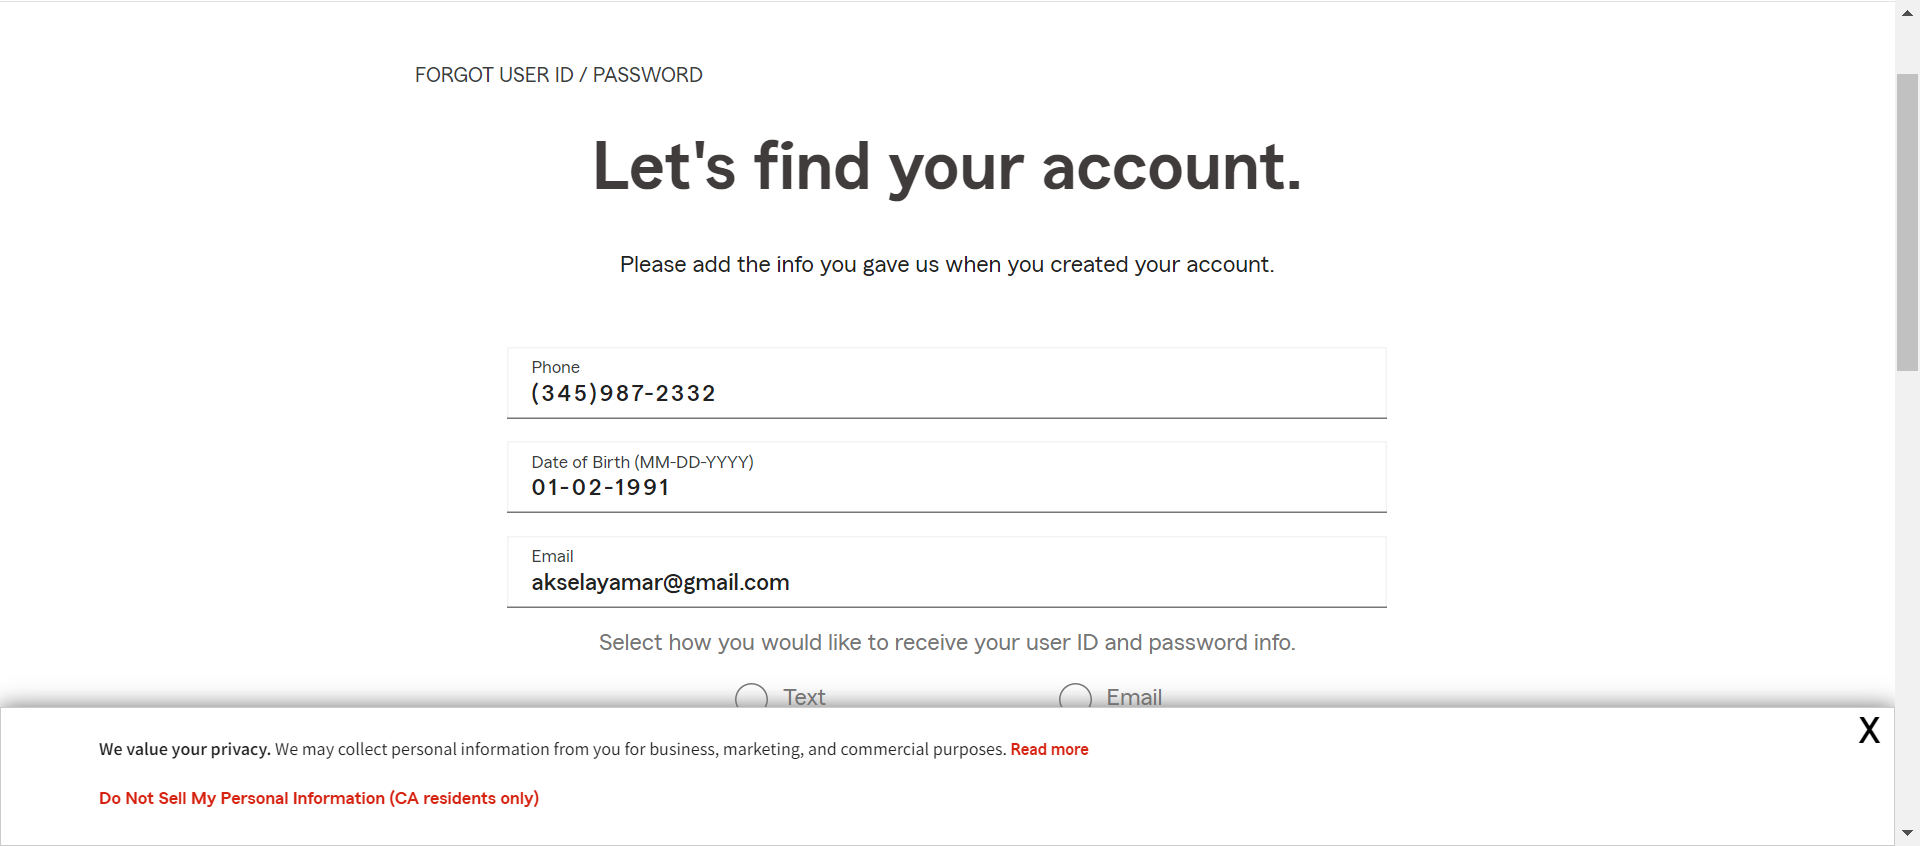 FORGOT USER ID / PASSWORD
Let's find your account.
Please add the info you gave us when you created your account.
Phone
(345)987-2332
Date of Birth (MM-DD-YYYY)
01-02-1991
Email
akselayamar@gmail.com
Select how you would like to receive your user ID and password info.
Text Email
X
We value your privacy. We may collect personal information from you for business, marketing, and commercial purposes. Read more
Do Not Sell My Personal Information (CA residents only)